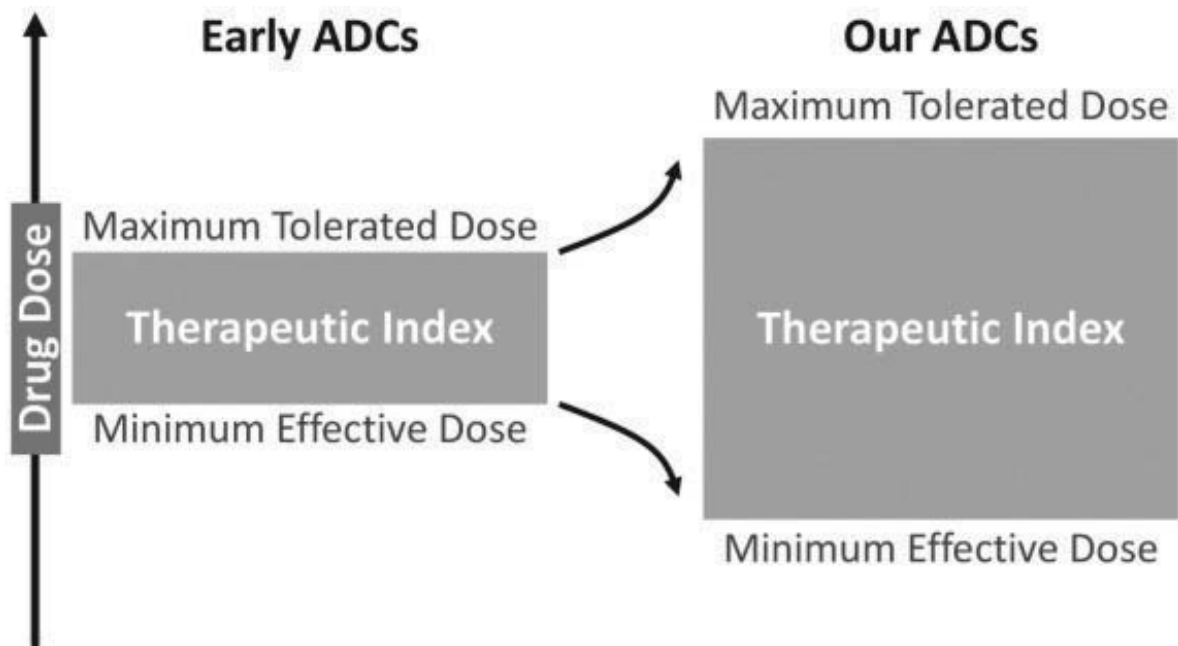 Early ADCs
Our ADCs
Maximum Tolerated Dose
Maximum Tolerated Dose
Drug Dose
Therapeutic Index
Therapeutic Index
Minimum Effective Dose
Minimum Effective Dose